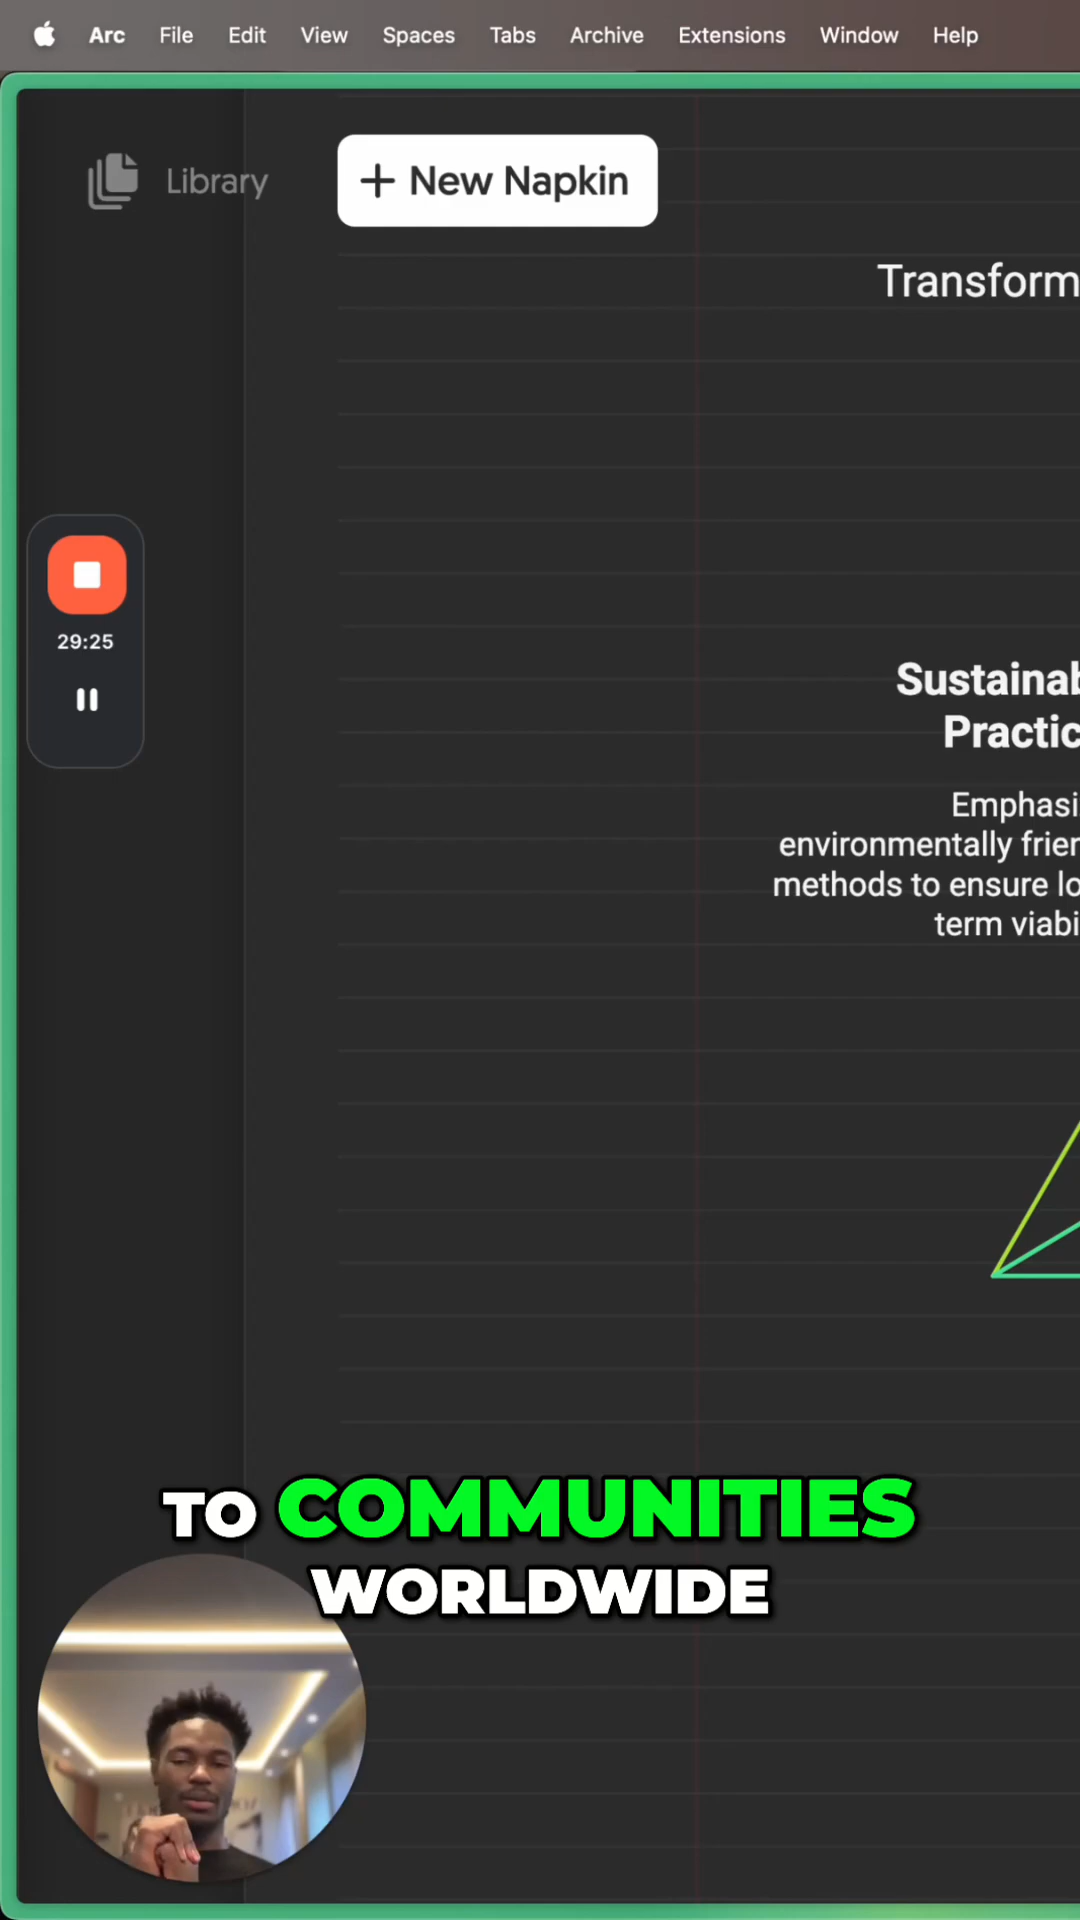 Arc File Edit View Spaces Tabs Archive Extensions Window Help
Library
+ New Napkin
Transform
29:25
Sustainab
Practic
Emphasi
environmentally frien
methods to ensure lo
term viabi
TO COMMUNITIES
WORLDWIDE